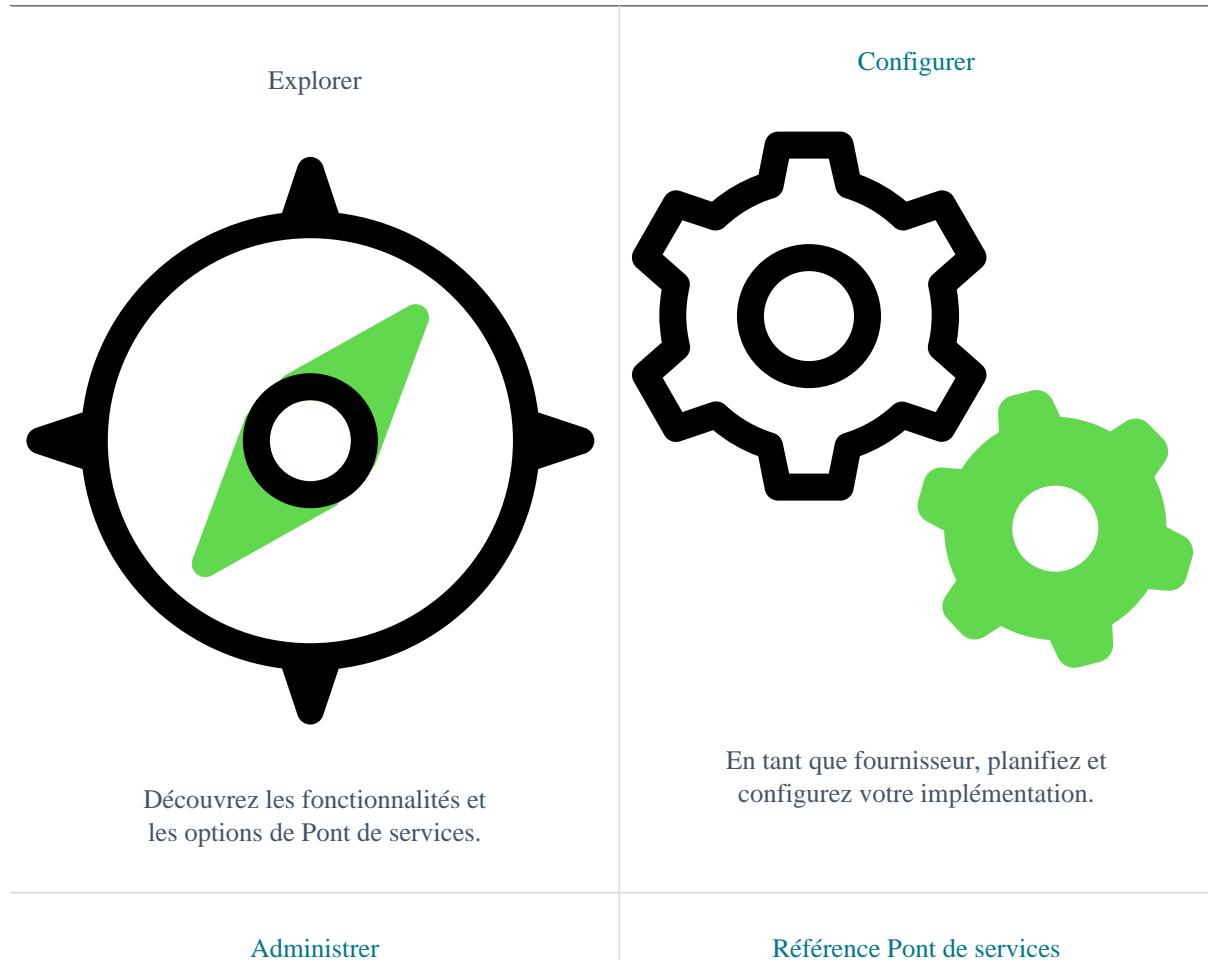 Explorer
Découvrez les fonctionnalités et
les options de Pont de services.
Configurer
En tant que fournisseur, planifiez et
configurez votre implémentation.
Administrer
Référence Pont de services